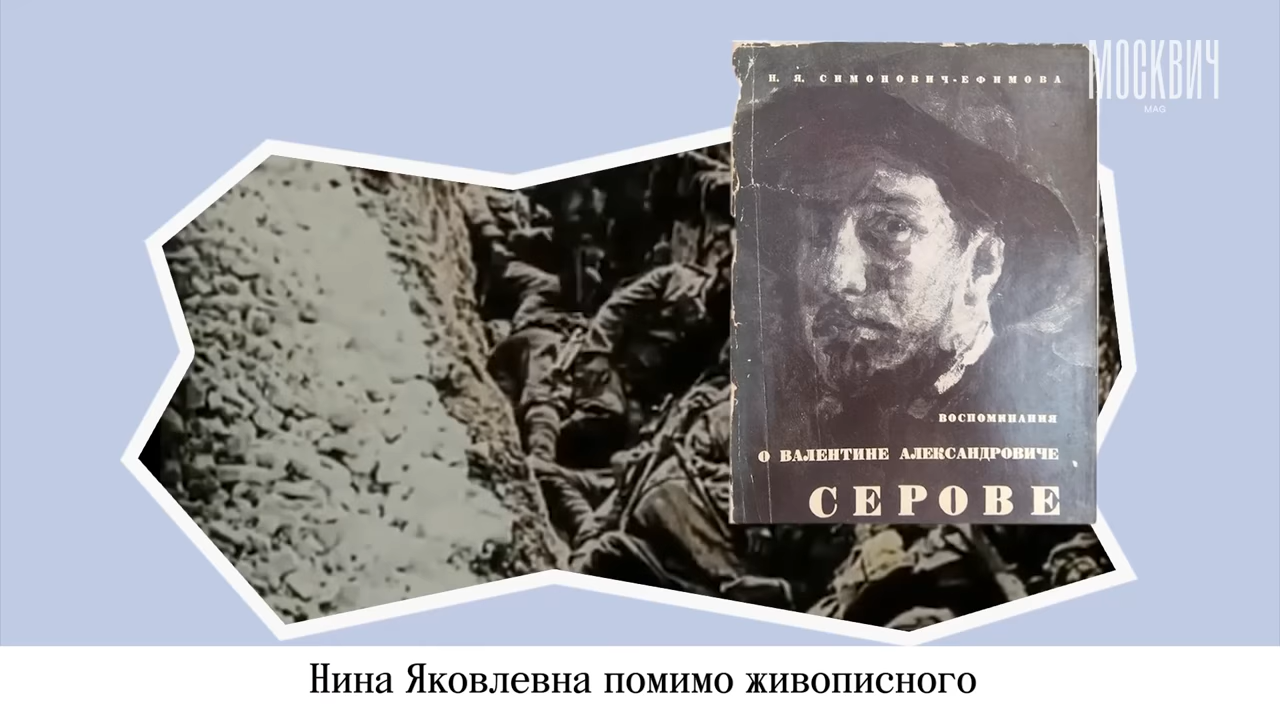 Н. Я. СИМОНОВИЧ-ЕФИМОВА
МОСКВИЧ
MAG
ВОСПОМИНАНИЯ
О ВАЛЕНТИНЕ АЛЕКСАНДРОВИЧЕ
СЕРОВЕ
Нина Яковлевна помимо живописного